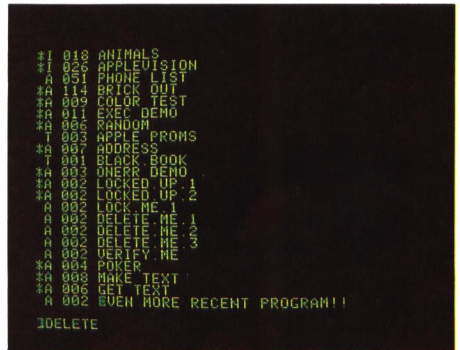 *I 018 ANIMALS
*I 026 APPLEVISION
A 051 PHONE LIST
*A 114 BRICK OUT
*A 009 COLOR TEST
*A 011 EXEC DEMO
*A 006 RANDOM
T 003 APPLE PROMS
*A 007 ADDRESS
T 001 BLACK.BOOK
*A 003 ONERR DEMO
*A 002 LOCKED.UP.1
*A 002 LOCKED.UP.2
A 002 LOCK.ME.1
A 002 DELETE.ME.1
A 002 DELETE.ME.2
A 002 DELETE.ME.3
A 002 VERIFY.ME
*A 004 POKER
*A 008 MAKE TEXT
*A 006 GET TEXT
A 002 EVEN MORE RECENT PROGRAM!!
]DELETE